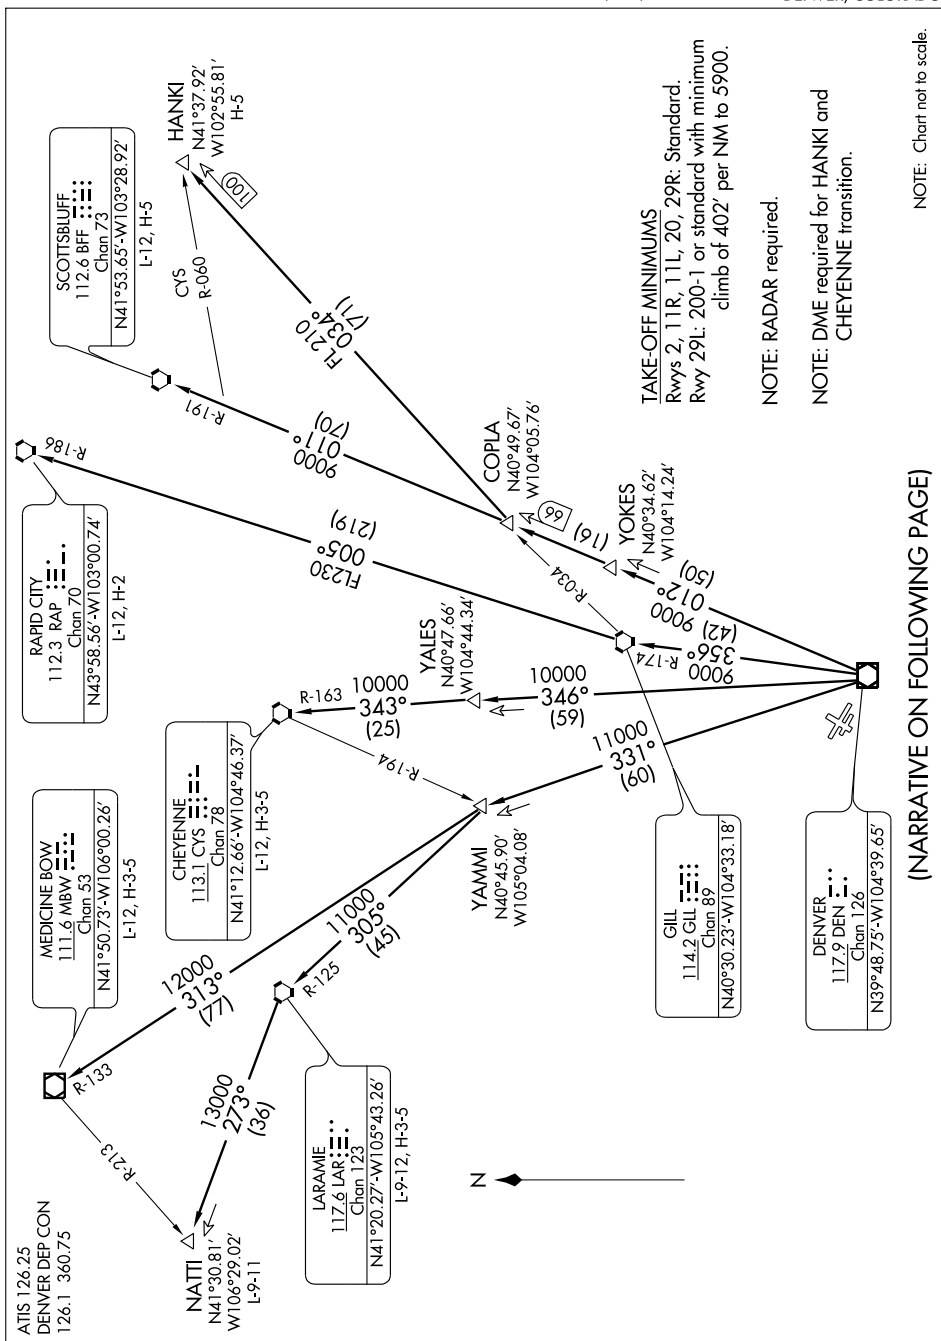 ATIS 126.25
DENVER DEP CON
126.1 360.75
MEDICINE BOW
111.6 MBW
Chan 53
N41°50.73′-W106°00.26′
L-12, H-3-5
RAPID CITY
112.3 RAP
Chan 70
N43°58.56′-W103°00.74′
L-12, H-2
SCOTTSBLUFF
112.6 BFF
Chan 73
N41°53.65′-W103°28.92′
L-12, H-5
HANKI
N41°37.92′
W102°55.81′
H-5
CHEYENNE
113.1 CYS
Chan 78
N41°12.66′-W104°46.37′
L-12, H-3-5
NATTI
N41°30.81′
W106°29.02′
L-9-11
LARAMIE
117.6 LAR
Chan 123
N41°20.27′-W105°43.26′
L-9-12, H-3-5
R-213
R-133
12000
313°
(77)
13000
273°
(36)
R-125
11000
305°
(45)
R-163
10000
343°
(25)
R-194
YAMMI
N40°45.90′
W105°04.08′
YALES
N40°47.66′
W104°44.34′
R-186
FL230
005°
(219)
R-191
9000
011°
(70)
CYS
R-060
100
FL210
034°
(71)
COPLA
N40°49.67′
W104°05.76′
66
(16)
R-034
YOKES
N40°34.62′
W104°14.24′
11000
331°
(60)
10000
346°
(59)
R-174
9000
356°
(42)
9000
012°
(50)
GILL
114.2 GLL
Chan 89
N40°30.23′-W104°33.18′
DENVER
117.9 DEN
Chan 126
N39°48.75′-W104°39.65′
N
TAKE-OFF MINIMUMS
Rwys 2, 11R, 11L, 20, 29R: Standard.
Rwy 29L: 200-1 or standard with minimum
climb of 402′ per NM to 5900.
NOTE: RADAR required.
NOTE: DME required for HANKI and
CHEYENNE transition.
NOTE: Chart not to scale.
(NARRATIVE ON FOLLOWING PAGE)